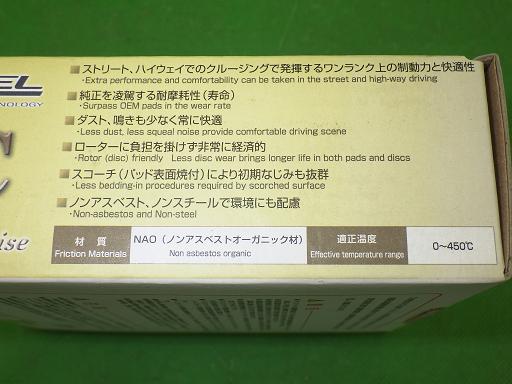 EL
NOLOGY
ise
■ストリート、ハイウェイでのクルージングで発揮するワンランク上の制動力と快適性
・Extra performance and comfortability can be taken in the street and high-way driving
■純正を凌駕する耐摩耗性（寿命）
・Surpass OEM pads in the wear rate
■ダスト、鳴きも少なく常に快適
・Less dust, less squeal noise provide comfortable driving scene
■ローターに負担を掛けず非常に経済的
・Rotor (disc) friendly Less disc wear brings longer life in both pads and discs
■スコーチ（パッド表面焼付）により初期なじみも抜群
・Less bedding-in procedures required by scorched surface
■ノンアスベスト、ノンスチールで環境にも配慮
・Non-asbestos and Non-steel
材 質
Friction Materials
NAO（ノンアスベストオーガニック材）
Non asbestos organic
適正温度
Effective temperature range
0〜450℃